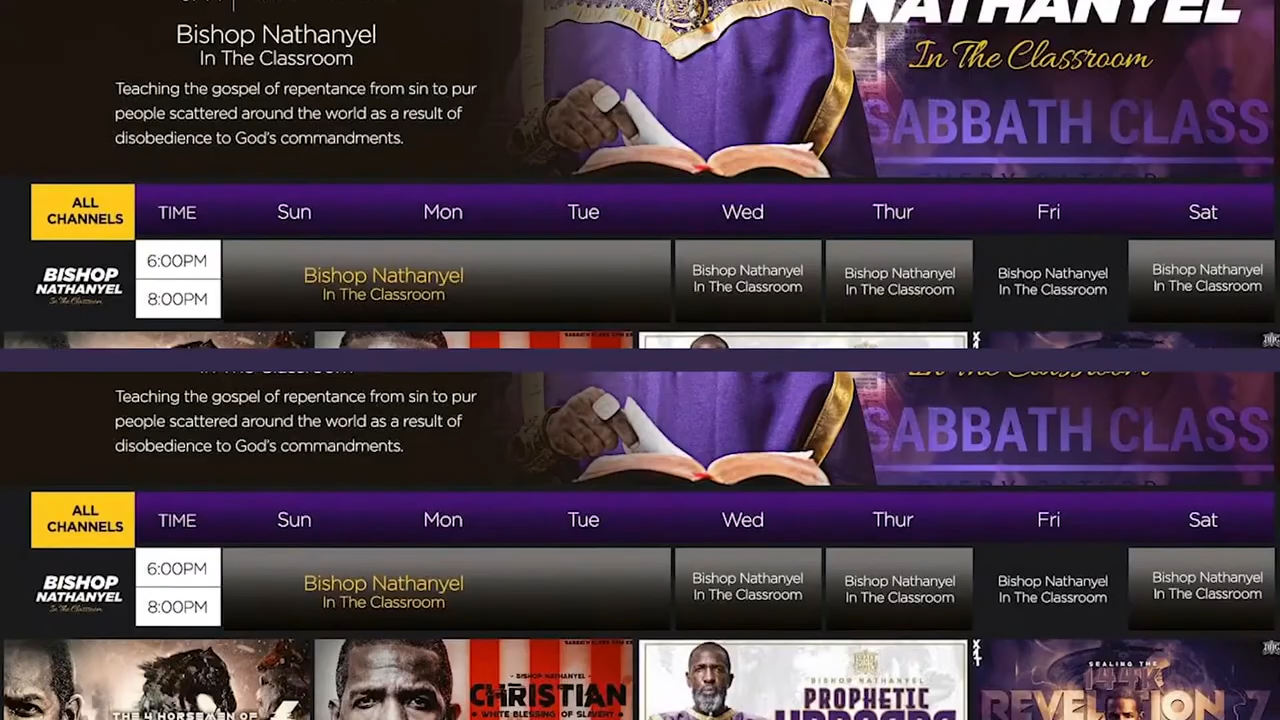 NATHANYEL
Bishop Nathanyel
In The Classroom
In The Classroom
Teaching the gospel of repentance from sin to pur
people scattered around the world as a result of
disobedience to God's commandments.
SABBATH CLASS
ALL
CHANNELS
TIME Sun Mon Tue Wed Thur Fri Sat
BISHOP
NATHANYEL
In The Classroom
6:00PM
8:00PM
Bishop Nathanyel
In The Classroom
Bishop Nathanyel
In The Classroom
Bishop Nathanyel
In The Classroom
Bishop Nathanyel
In The Classroom
Bishop Nathanyel
In The Classroom
In The Classroom
Teaching the gospel of repentance from sin to pur
people scattered around the world as a result of
disobedience to God's commandments.
SABBATH CLASS
ALL
CHANNELS
TIME Sun Mon Tue Wed Thur Fri Sat
BISHOP
NATHANYEL
In The Classroom
6:00PM
8:00PM
Bishop Nathanyel
In The Classroom
Bishop Nathanyel
In The Classroom
Bishop Nathanyel
In The Classroom
Bishop Nathanyel
In The Classroom
Bishop Nathanyel
In The Classroom
THE 4 HORSEMEN OF
- BISHOP NATHANYEL -
CHRISTIAN
WHITE BLESSING OF SLAVERY
BISHOP NATHANYEL
PROPHETIC
SEALING THE
144K
REVELATION 7